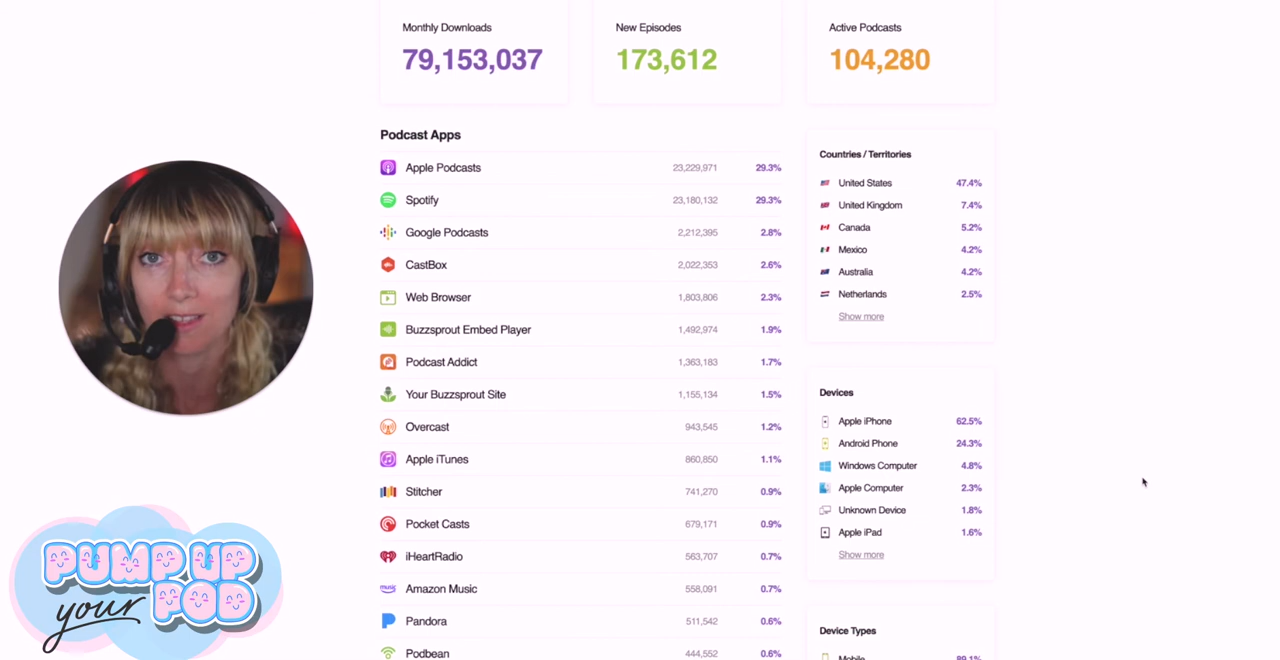 Monthly Downloads
79,153,037
New Episodes
173,612
Active Podcasts
104,280
Podcast Apps
Apple Podcasts 23,229,971 29.3%
Spotify 23,180,132 29.3%
Google Podcasts 2,212,395 2.8%
CastBox 2,022,353 2.6%
Web Browser 1,803,806 2.3%
Buzzsprout Embed Player 1,492,974 1.9%
Podcast Addict 1,363,183 1.7%
Your Buzzsprout Site 1,155,134 1.5%
Overcast 943,545 1.2%
Apple iTunes 860,850 1.1%
Stitcher 741,270 0.9%
Pocket Casts 679,171 0.9%
iHeartRadio 563,707 0.7%
music Amazon Music 558,091 0.7%
Pandora 511,542 0.6%
Podbean 444,552 0.6%
Countries / Territories
United States 47.4%
United Kingdom 7.4%
Canada 5.2%
Mexico 4.2%
Australia 4.2%
Netherlands 2.5%
Show more
Devices
Apple iPhone 62.5%
Android Phone 24.3%
Windows Computer 4.8%
Apple Computer 2.3%
Unknown Device 1.8%
Apple iPad 1.6%
Show more
Device Types
Mobile 89.1%
PUMP UP
your POD